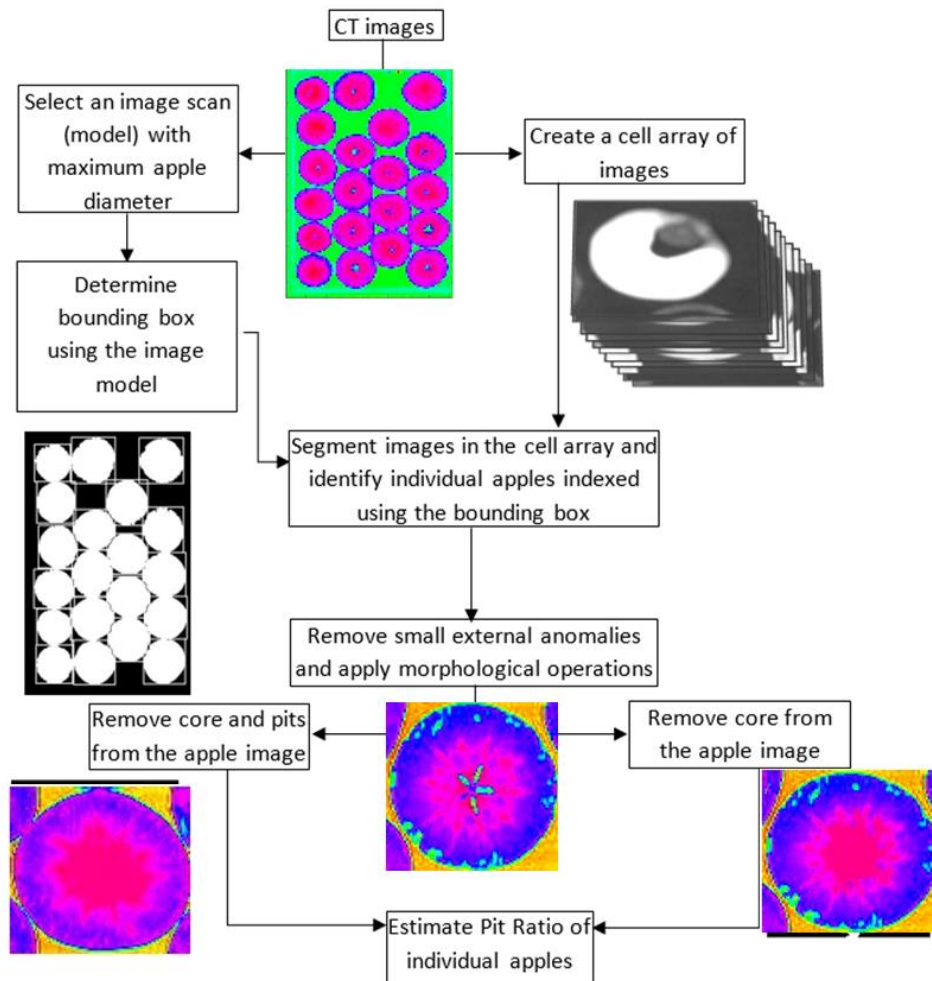 CT images
Select an image scan
(model) with
maximum apple
diameter
Create a cell array of
images
Determine
bounding box
using the image
model
Segment images in the cell array and
identify individual apples indexed
using the bounding box
Remove small external anomalies
and apply morphological operations
Remove core and pits
from the apple image
Remove core from
the apple image
Estimate Pit Ratio of
individual apples